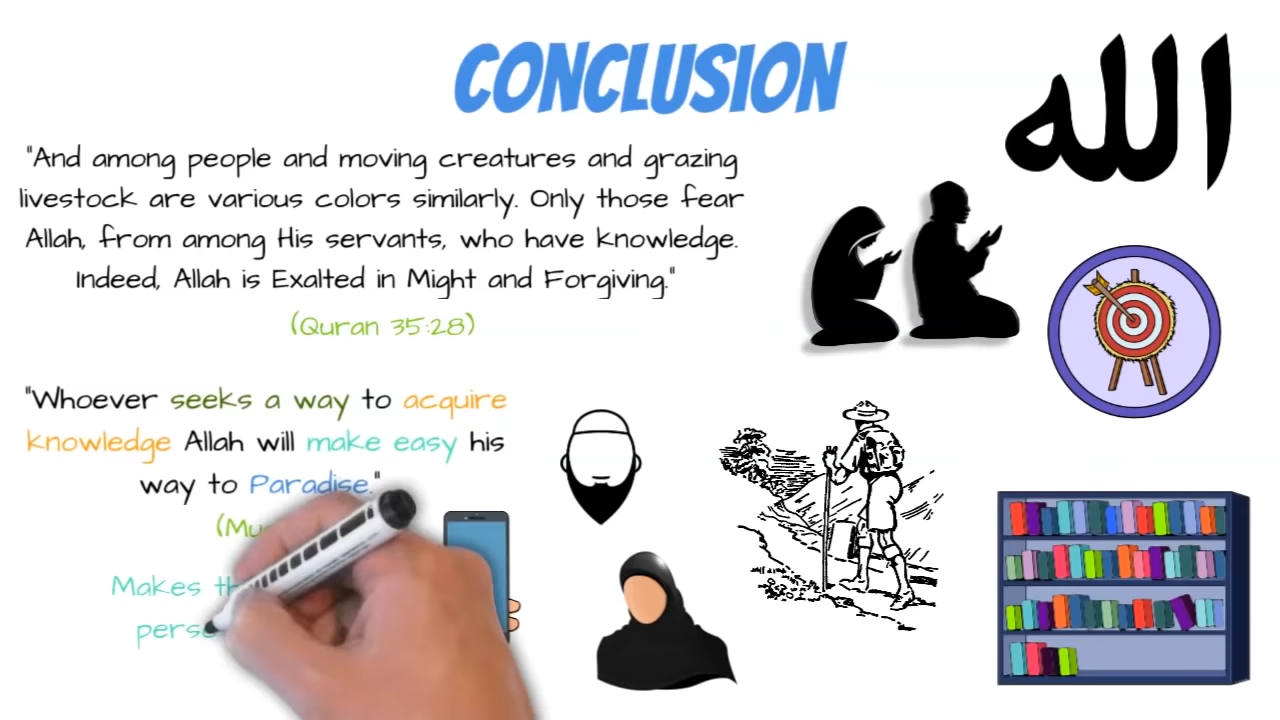 CONCLUSION
الله
"And among people and moving creatures and grazing
livestock are various colors similarly. Only those fear
Allah, from among His servants, who have knowledge.
Indeed, Allah is Exalted in Might and Forgiving."
(Quran 35:28)
"Whoever seeks a way to acquire
knowledge Allah will make easy his
way to Paradise."
Makes